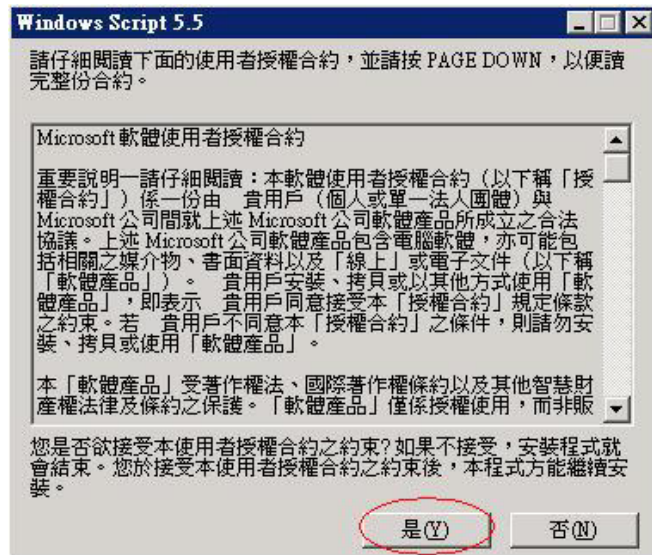 Windows Script 5.5
請仔細閱讀下面的使用者授權合約，並請按 PAGE DOWN，以便讀
完整份合約。
Microsoft 軟體使用者授權合約
重要說明—請仔細閱讀：本軟體使用者授權合約（以下稱「授
權合約」）係一份由　貴用戶（個人或單一法人團體）與
Microsoft 公司間就上述 Microsoft 公司軟體產品所成立之合法
協議。上述 Microsoft 公司軟體產品包含電腦軟體，亦可能包
括相關之媒介物、書面資料以及「線上」或電子文件（以下稱
「軟體產品」）。　貴用戶安裝、拷貝或以其他方式使用「軟
體產品」，即表示　貴用戶同意接受本「授權合約」規定條款
之約束。若　貴用戶不同意本「授權合約」之條件，則請勿安
裝、拷貝或使用「軟體產品」。
本「軟體產品」受著作權法、國際著作權條約以及其他智慧財
產權法律及條約之保護。「軟體產品」僅係授權使用，而非販
您是否欲接受本使用者授權合約之約束?如果不接受，安裝程式就
會結束。您於接受本使用者授權合約之約束後，本程式方能繼續安
裝。
是(Y)
否(N)